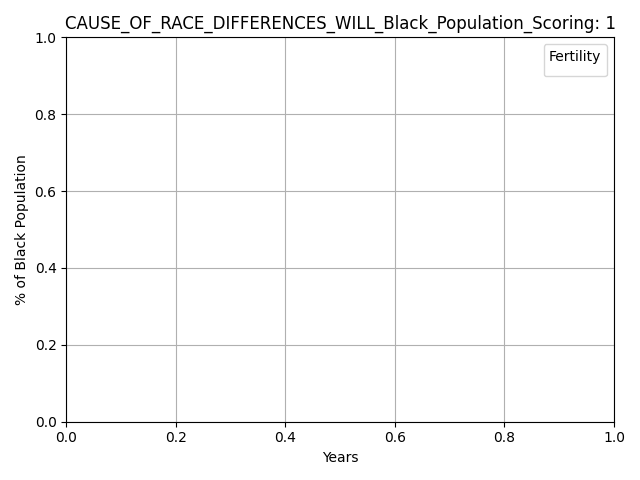 CAUSE_OF_RACE_DIFFERENCES_WILL_Black_Population_Scoring: 1
Fertility
% of Black Population
1.0
0.8
0.6
0.4
0.2
0.0
0.0 0.2 0.4 0.6 0.8 1.0
Years